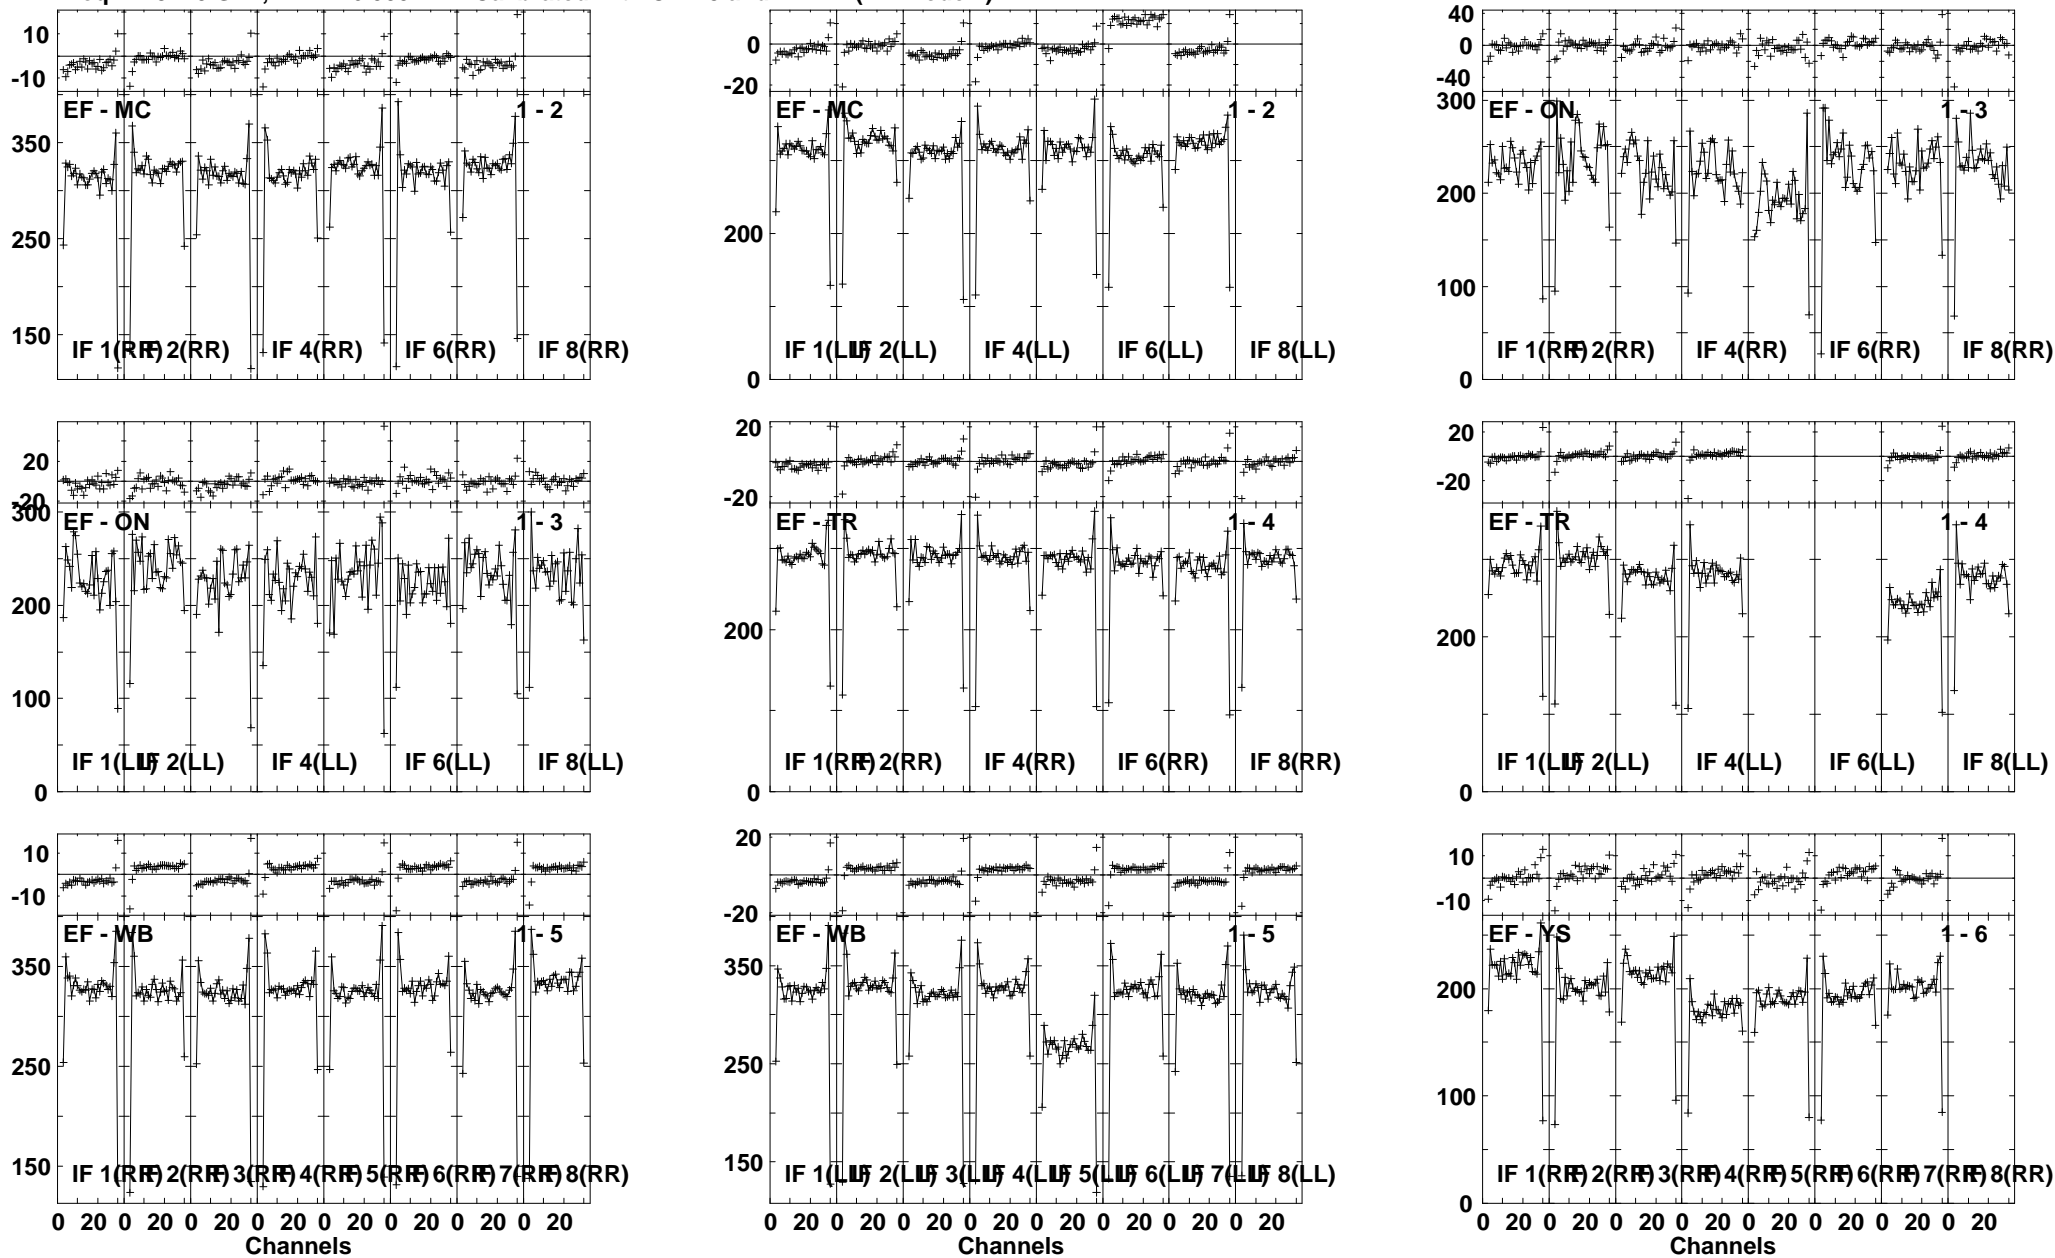 10 0 40
-10 -20 0 -40
EF - MC 1 - 2 EF - MC 1 - 2 EF - ON 1 - 3
350 250 150
200 0
300 200 100 0
IF 1(RR) IF 2(RR) IF 4(RR) IF 6(RR) IF 8(RR)
IF 1(LL) IF 2(LL) IF 4(LL) IF 6(LL) IF 8(LL)
IF 1(RR) IF 2(RR) IF 4(RR) IF 6(RR) IF 8(RR)
20 -20 20 0 -20 20 0 -20
EF - ON 1 - 3 EF - TR 1 - 4 EF - TR 1 - 4
300 200 100 0
200 0
200 0
IF 1(LL) IF 2(LL) IF 4(LL) IF 6(LL) IF 8(LL)
IF 1(RR) IF 2(RR) IF 4(RR) IF 6(RR) IF 8(RR)
IF 1(LL) IF 2(LL) IF 4(LL) IF 6(LL) IF 8(LL)
10 -10 20 0 -20 10 -10
EF - WB 1 - 5 EF - WB 1 - 5 EF - YS 1 - 6
350 250 150
350 250 150
200 100 0
IF 1(RR) IF 2(RR) IF 3(RR) IF 4(RR) IF 5(RR) IF 6(RR) IF 7(RR) IF 8(RR)
IF 1(LL) IF 2(LL) IF 3(LL) IF 4(LL) IF 5(LL) IF 6(LL) IF 7(LL) IF 8(LL)
IF 1(RR) IF 2(RR) IF 3(RR) IF 4(RR) IF 5(RR) IF 6(RR) IF 7(RR) IF 8(RR)
0 20 0 20 0 20 0 20 0 20 0 20 0 20 0 20
0 20 0 20 0 20 0 20 0 20 0 20 0 20 0 20
0 20 0 20 0 20 0 20 0 20 0 20 0 20 0 20
Channels Channels Channels